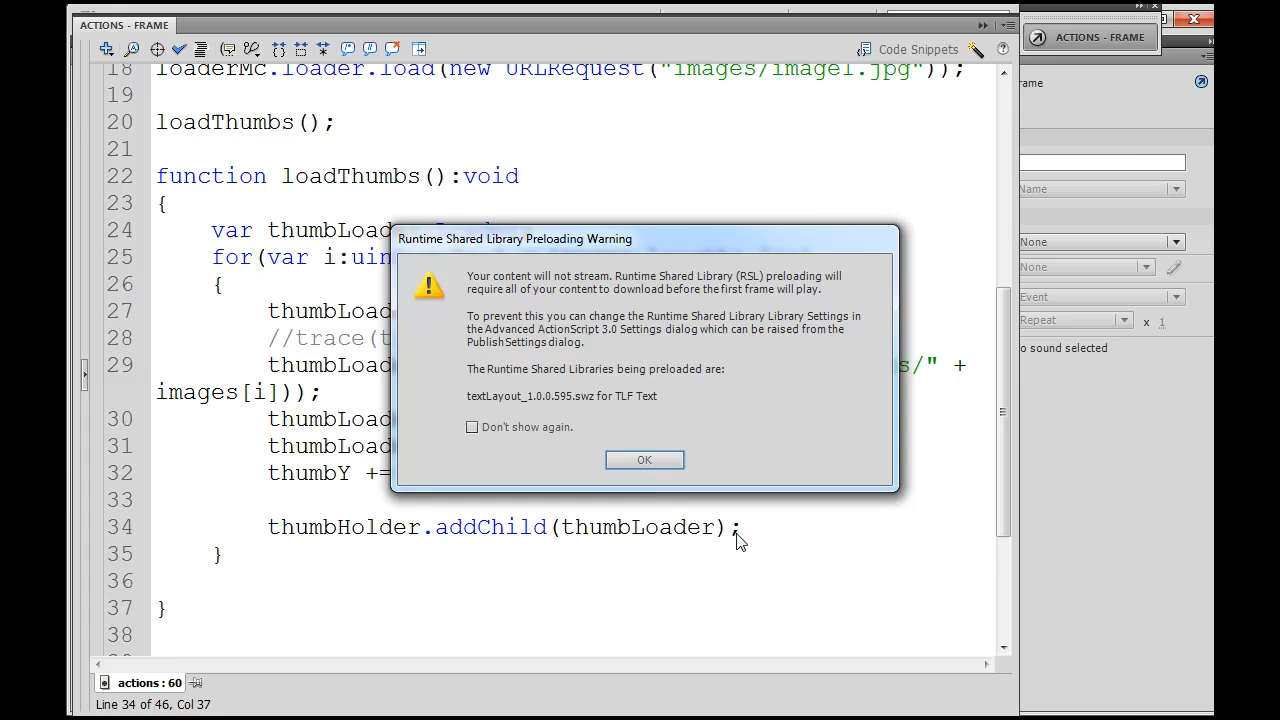 ACTIONS - FRAME
ACTIONS - FRAME
Code Snippets
18 loaderMc.loader.load(new URLRequest("images/image1.jpg"));
19
20 loadThumbs();
21
22 function loadThumbs():void
23 {
24 var thumbLoade
25 for(var i:uin
26 {
27 thumbLoad
28 //trace(t
29 thumbLoad s/" +
images[i]));
30 thumbLoad
31 thumbLoad
32 thumbY +=
33
34 thumbHolder.addChild(thumbLoader);
35 }
36
37 }
38
Runtime Shared Library Preloading Warning
Your content will not stream. Runtime Shared Library (RSL) preloading will
require all of your content to download before the first frame will play.
To prevent this you can change the Runtime Shared Library Library Settings in
the Advanced ActionScript 3.0 Settings dialog which can be raised from the
Publish Settings dialog.
The Runtime Shared Libraries being preloaded are:
textLayout_1.0.0.595.swz for TLF Text
Don't show again.
OK
rame
Name
None
None
Event
Repeat x 1
o sound selected
actions : 60
Line 34 of 46, Col 37